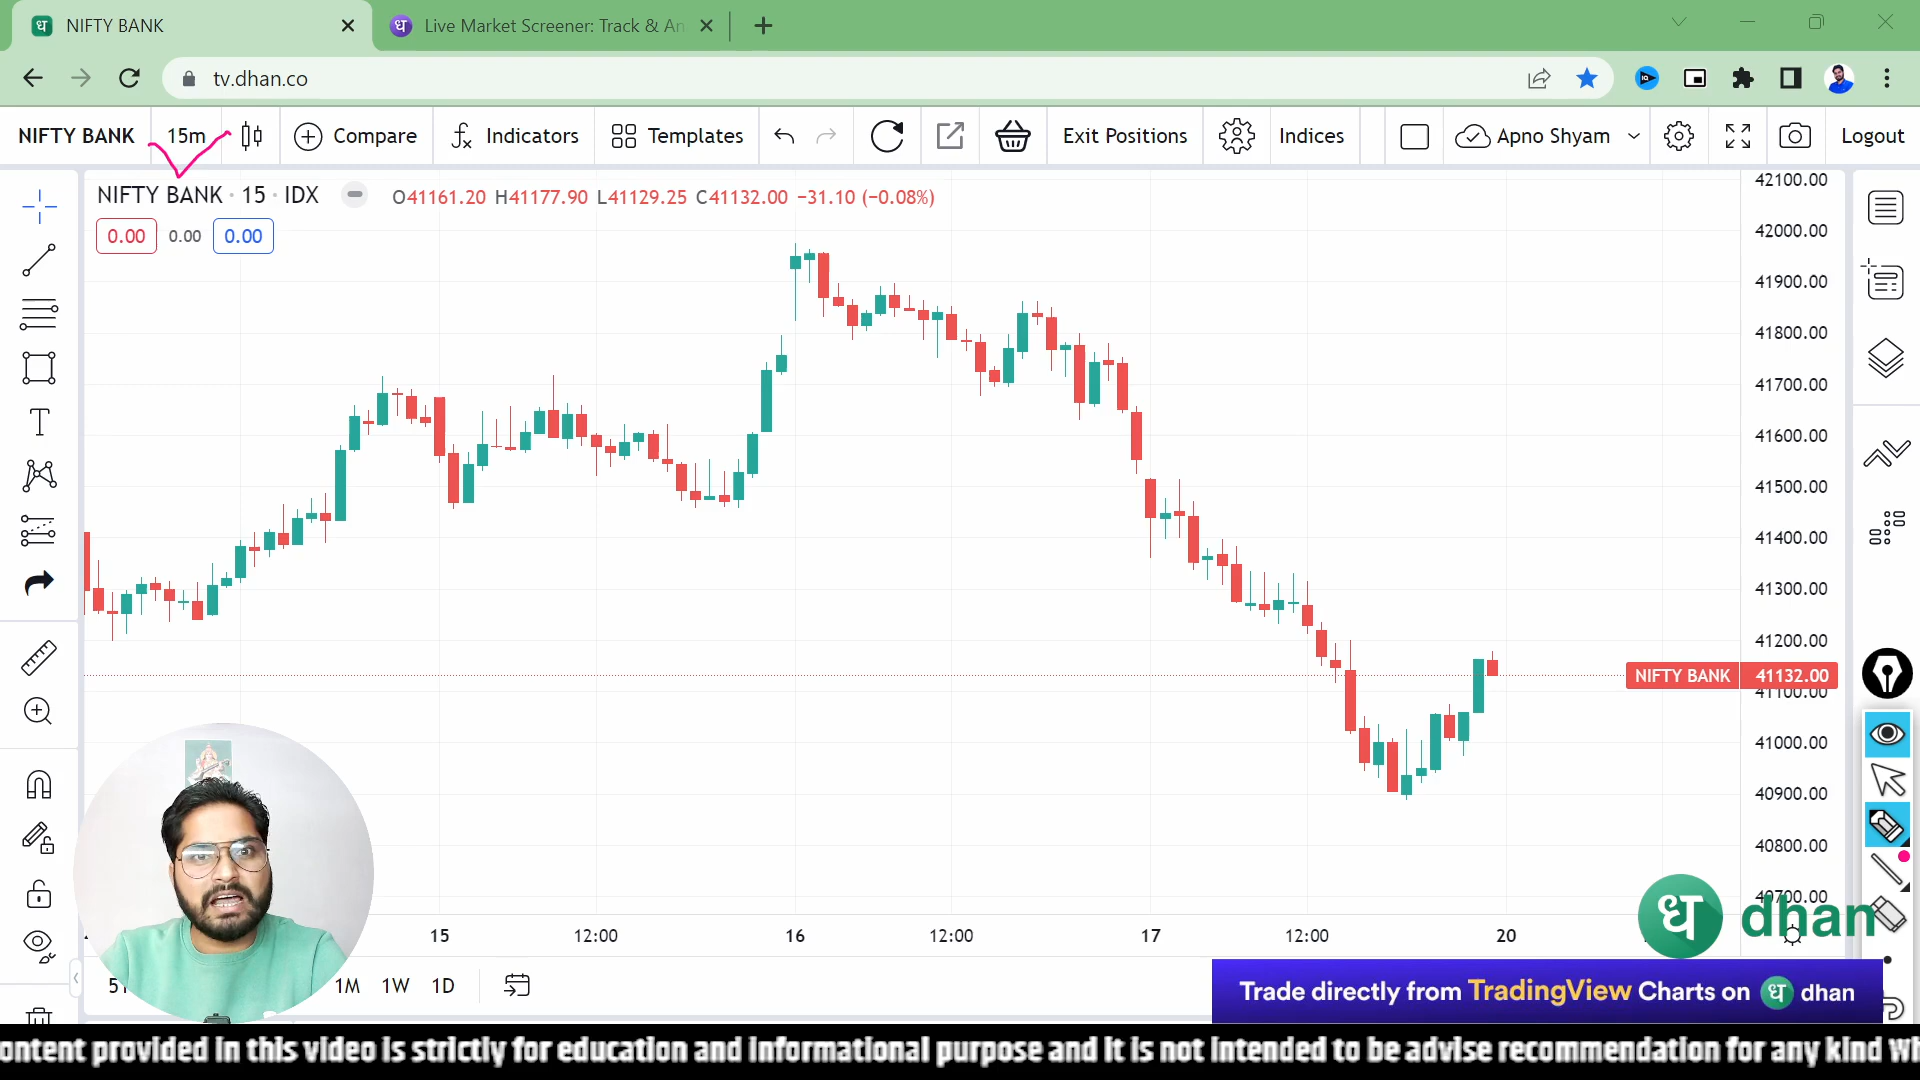 NIFTY BANK
Live Market Screener: Track & An
tv.dhan.co
NIFTY BANK 15m Compare Indicators Templates Exit Positions Indices Apno Shyam Logout
NIFTY BANK · 15 · IDX O41161.20 H41177.90 L41129.25 C41132.00 −31.10 (−0.08%)
0.00 0.00 0.00
42100.00
42000.00
41900.00
41800.00
41700.00
41600.00
41500.00
41400.00
41300.00
41200.00
NIFTY BANK 41132.00
41100.00
41000.00
40900.00
40800.00
40700.00
ध dhan
15 12:00 16 12:00 17 12:00 20
1M 1W 1D
Trade directly from TradingView Charts on ध dhan
ontent provided in this video is strictly for education and informational purpose and it is not intended to be advise recommendation for any kind Wh